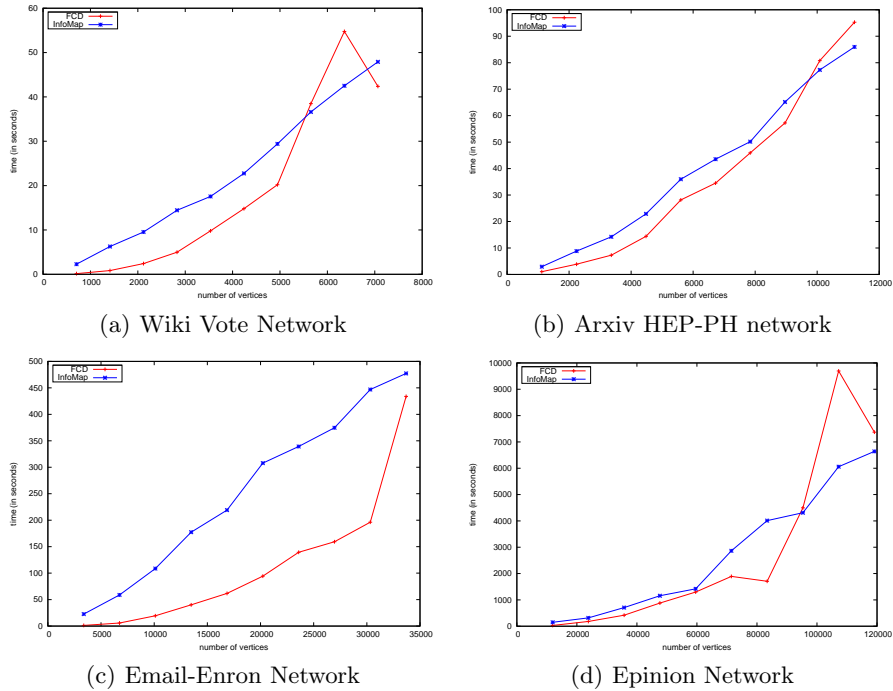 60
50
40
30
20
10
0
time (in seconds)
FCD
InfoMap
0 1000 2000 3000 4000 5000 6000 7000 8000
number of vertices
(a) Wiki Vote Network
100
90
80
70
60
50
40
30
20
10
0
time (in seconds)
FCD
InfoMap
0 2000 4000 6000 8000 10000 12000
number of vertices
(b) Arxiv HEP-PH network
500
450
400
350
300
250
200
150
100
50
0
time (in seconds)
FCD
InfoMap
0 5000 10000 15000 20000 25000 30000 35000
number of vertices
(c) Email-Enron Network
10000
9000
8000
7000
6000
5000
4000
3000
2000
1000
0
time (in seconds)
FCD
InfoMap
0 20000 40000 60000 80000 100000 120000
number of vertices
(d) Epinion Network